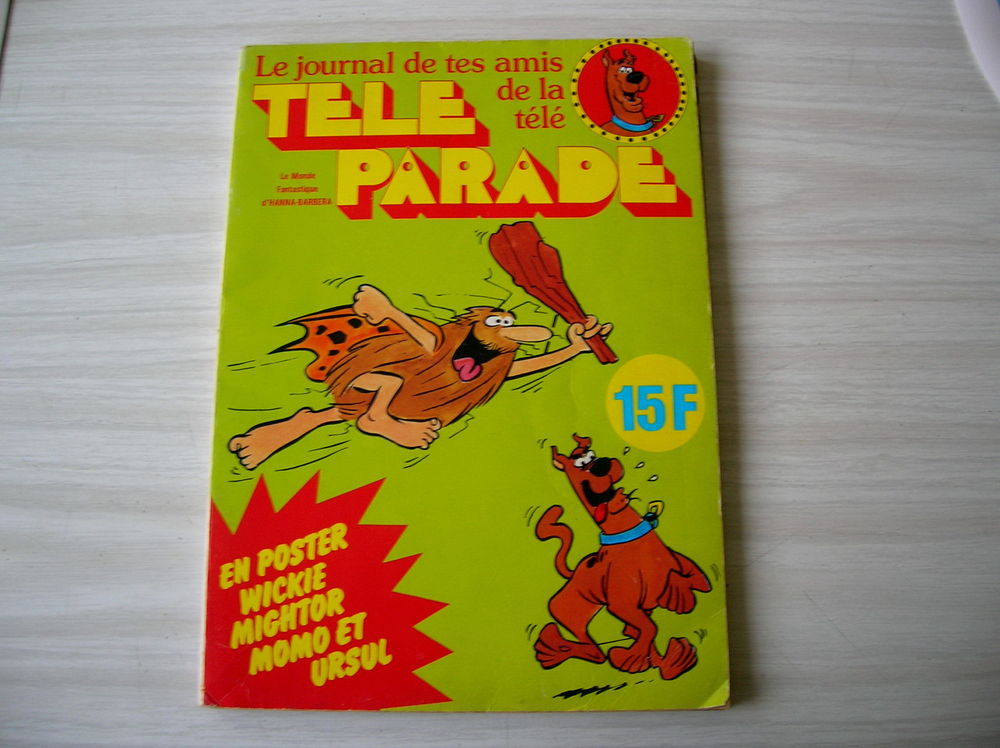 Le journal de tes amis
de la
télé
TELE
PARADE
Le Monde
Fantastique
d'HANNA-BARBERA
15F
EN POSTER
WICKIE
MIGHTOR
MOMO ET
URSUL